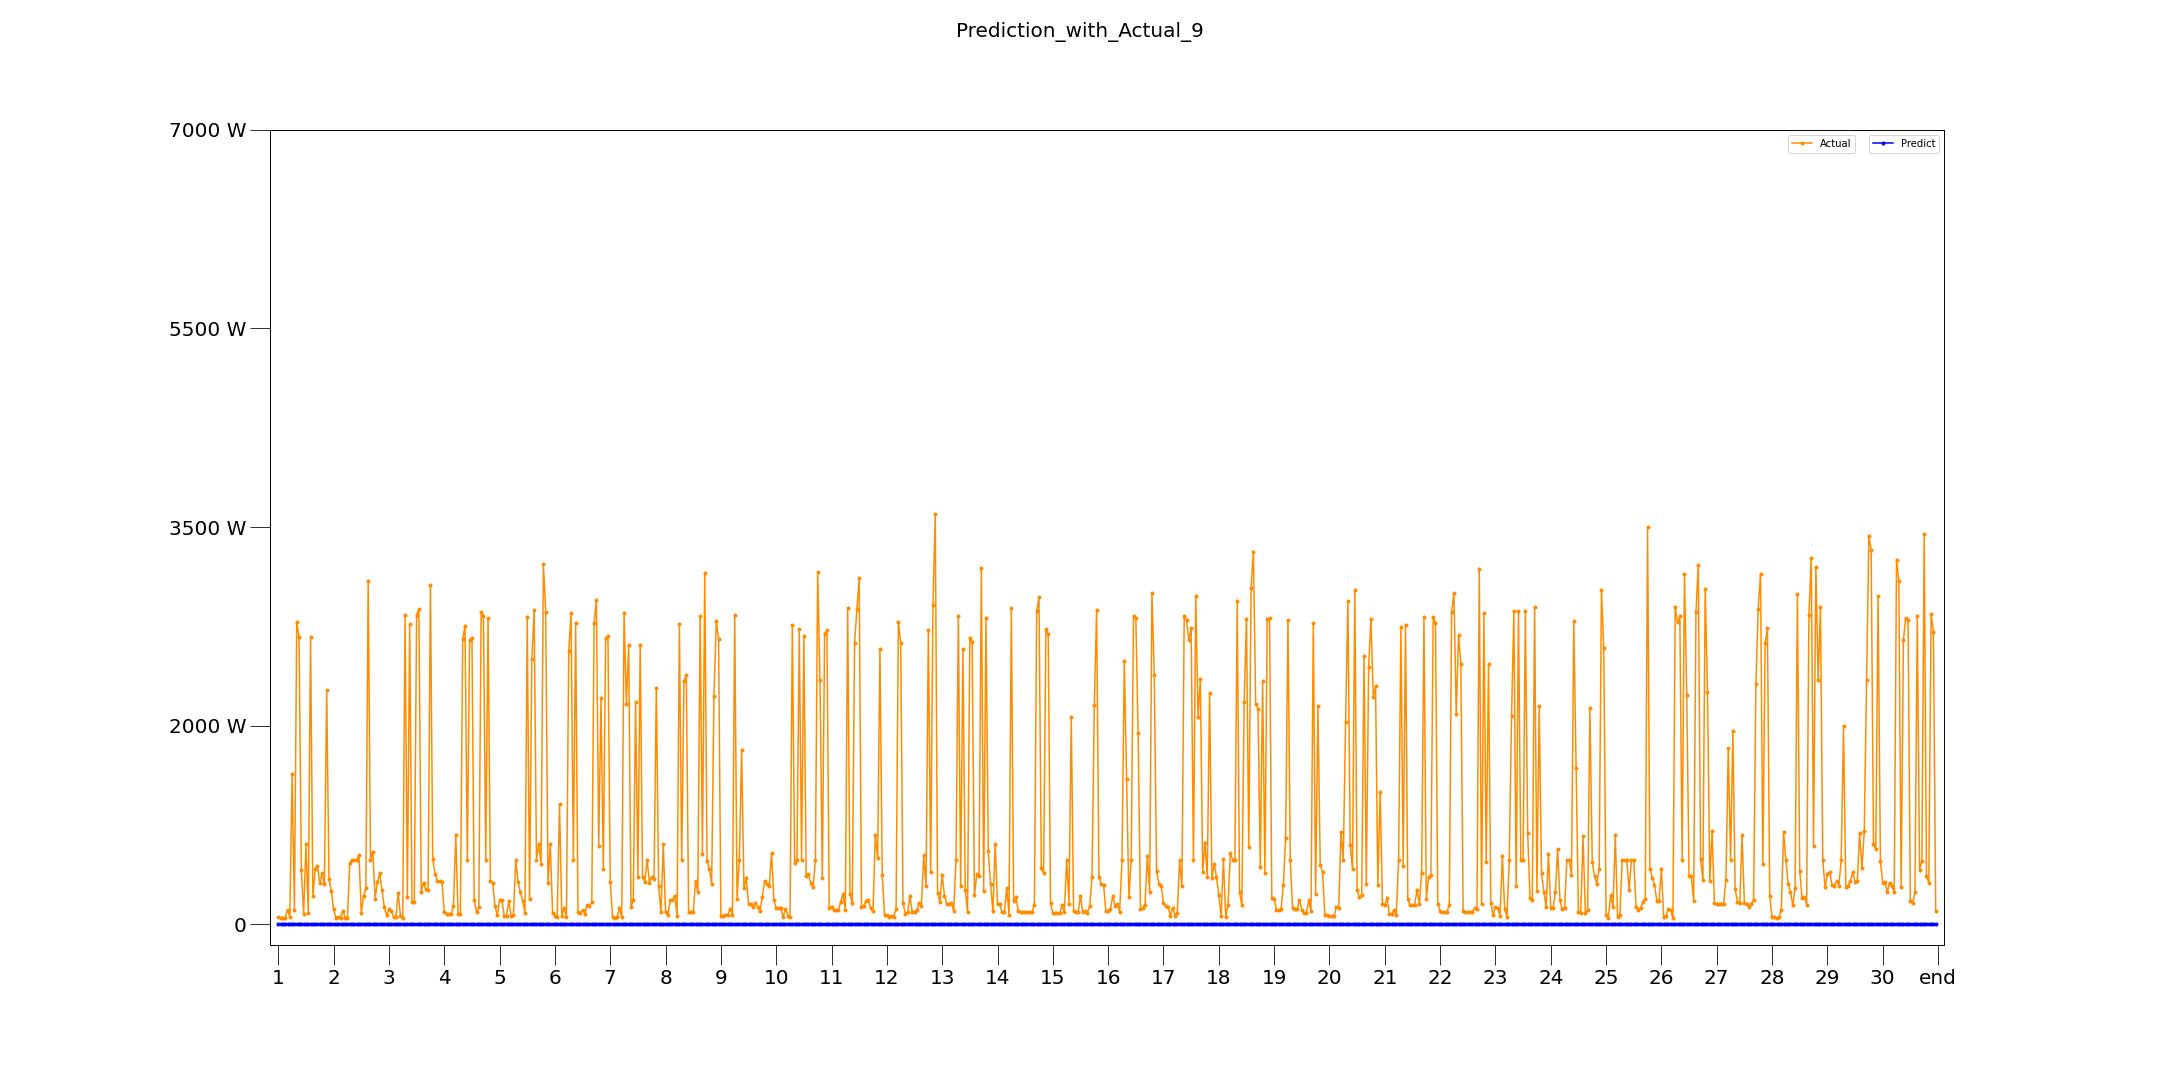 Prediction_with_Actual_9
7000 W
Actual Predict
5500 W
3500 W
2000 W
0
1 2 3 4 5 6 7 8 9 10 11 12 13 14 15 16 17 18 19 20 21 22 23 24 25 26 27 28 29 30 end